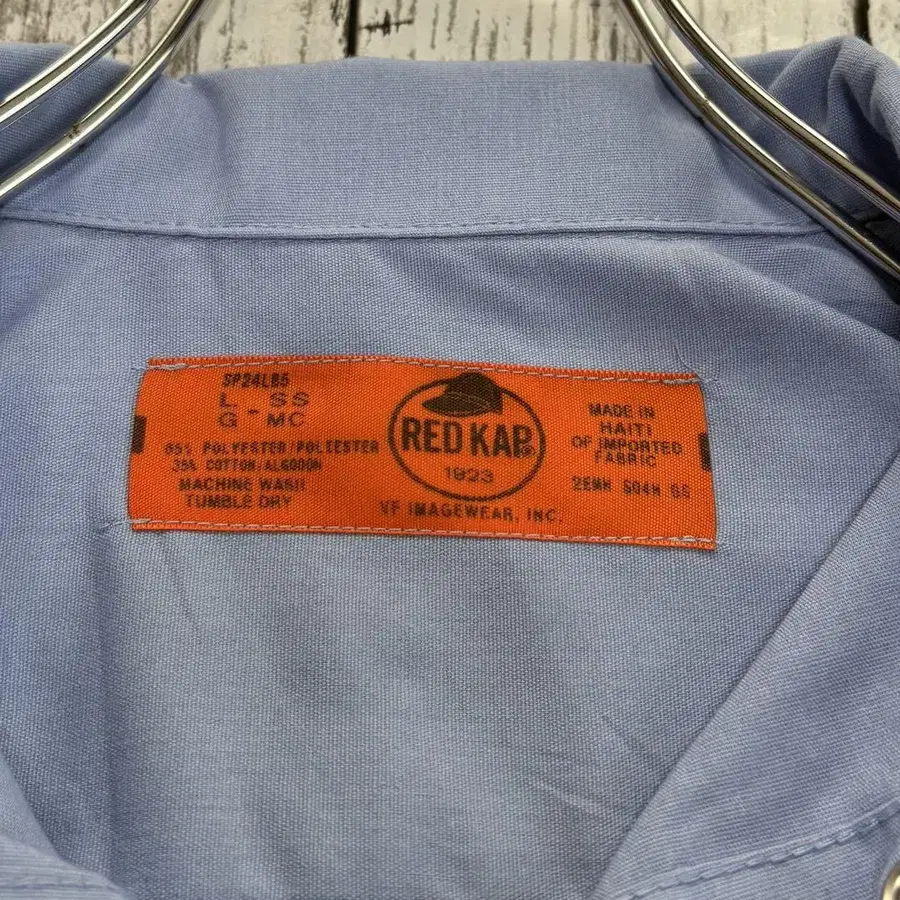 SP24LB5
L - SS
G - MC
65% POLYESTER/POLIESTER
35% COTTON/ALGODON
MACHINE WASH
TUMBLE DRY
RED KAP®
1923
VF IMAGEWEAR, INC.
MADE IN
HAITI
OF IMPORTED
FABRIC